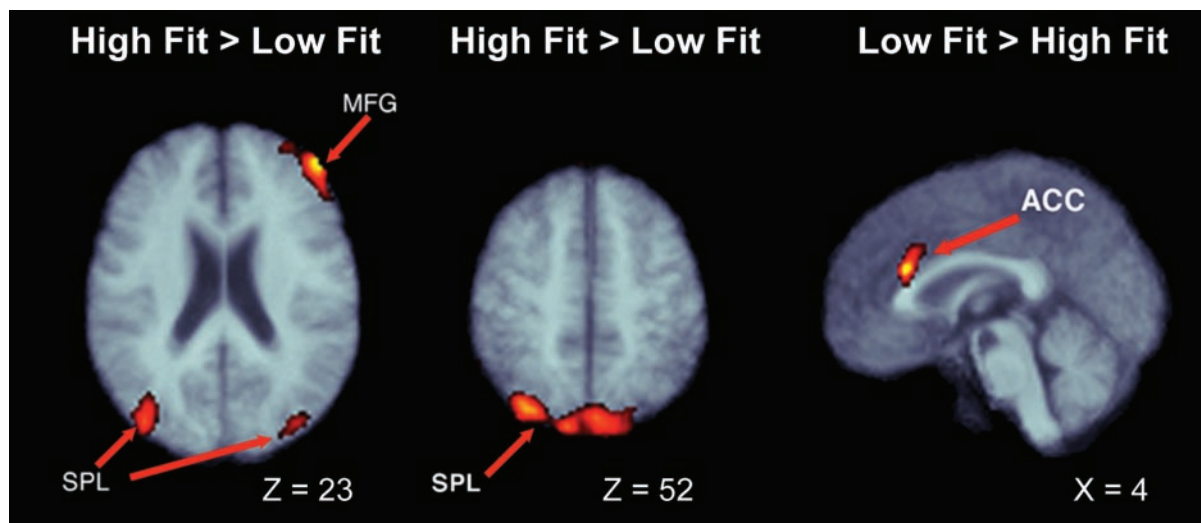 High Fit > Low Fit
High Fit > Low Fit
Low Fit > High Fit
MFG
ACC
SPL
SPL
Z = 23
Z = 52
X = 4